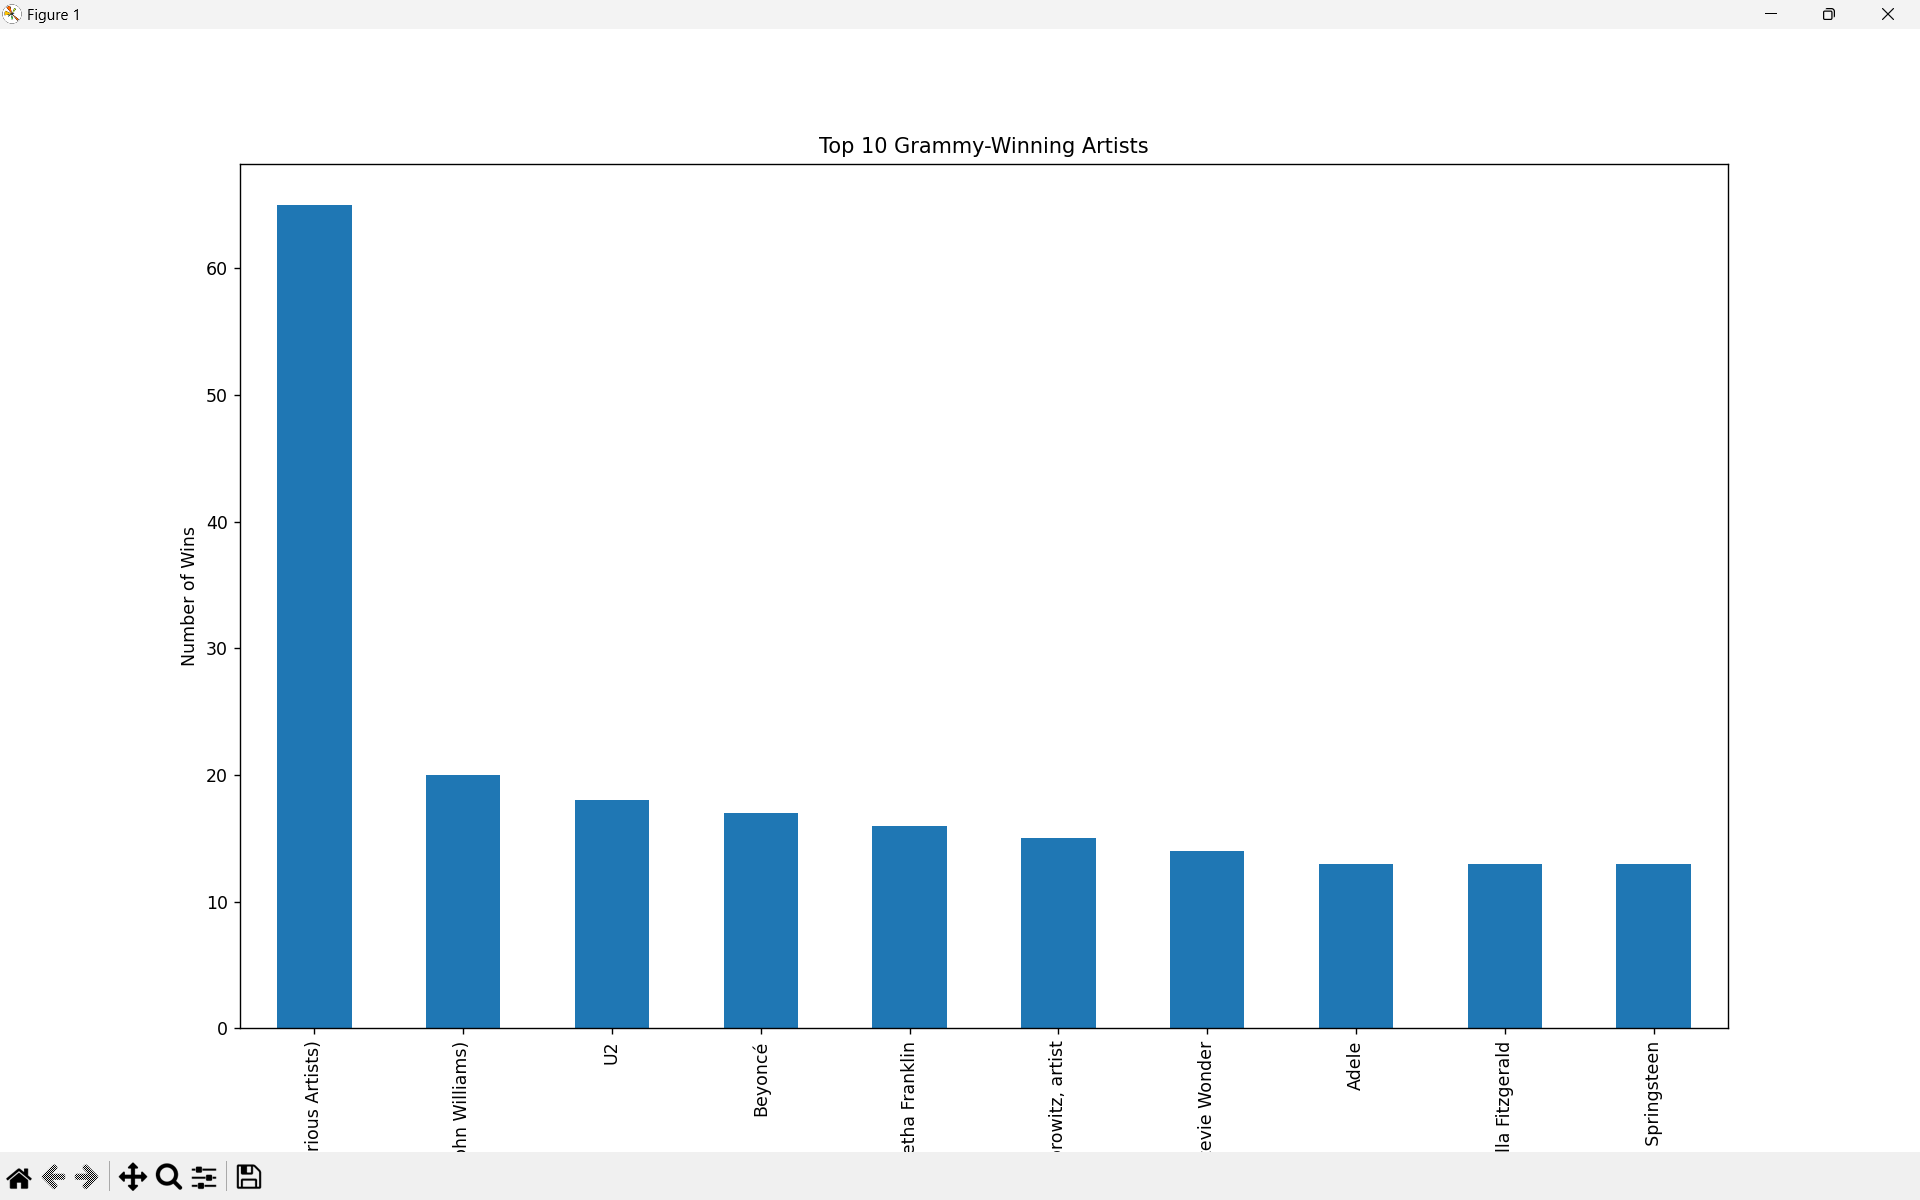 Figure 1
Top 10 Grammy-Winning Artists
Number of Wins
60
50
40
30
20
10
0
rious Artists)
ohn Williams)
U2
Beyoncé
etha Franklin
rowitz, artist
evie Wonder
Adele
lla Fitzgerald
Springsteen